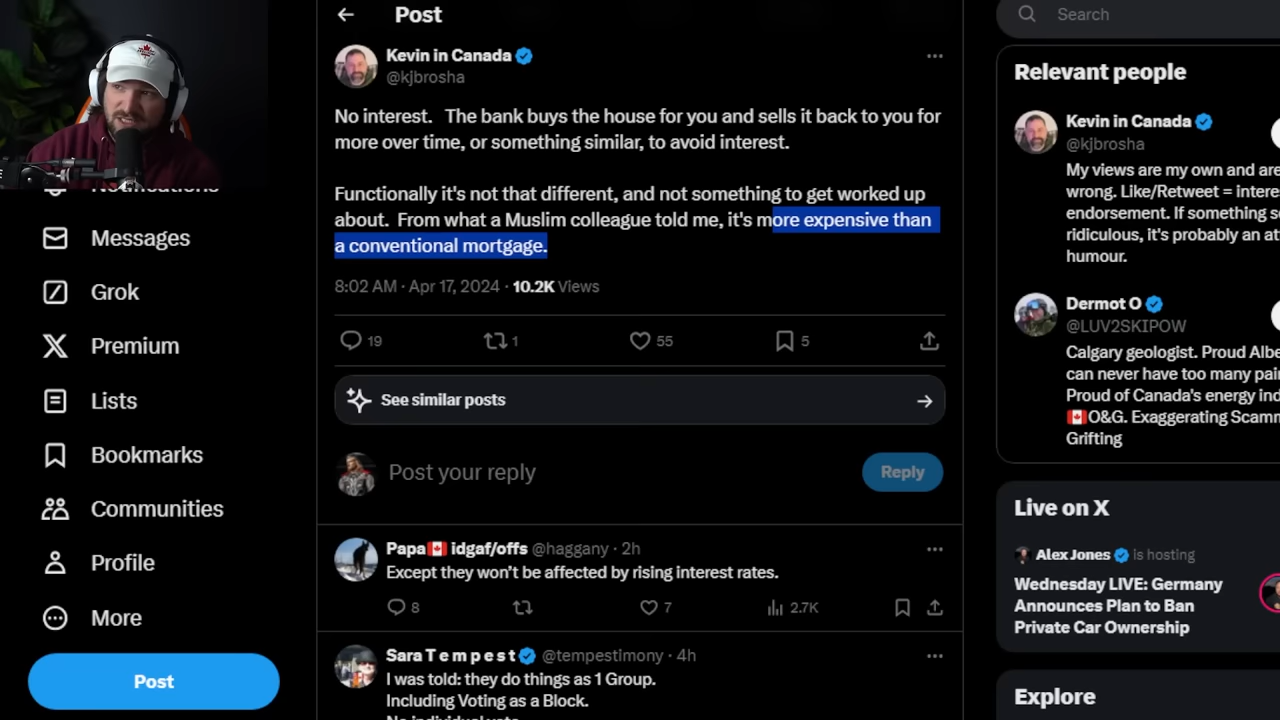 Post
Search
Kevin in Canada
@kjbrosha
No interest. The bank buys the house for you and sells it back to you for
more over time, or something similar, to avoid interest.
Functionally it's not that different, and not something to get worked up
about. From what a Muslim colleague told me, it's more expensive than
a conventional mortgage.
8:02 AM · Apr 17, 2024 · 10.2K Views
19
1
55
5
See similar posts
Post your reply
Reply
Papa🇨🇦 idgaf/offs @haggany · 2h
Except they won't be affected by rising interest rates.
8
7
2.7K
Sara T e m p e s t @tempestimony · 4h
I was told: they do things as 1 Group.
Including Voting as a Block.
No individual vote
Notifications
Messages
Grok
Premium
Lists
Bookmarks
Communities
Profile
More
Post
Relevant people
Kevin in Canada
@kjbrosha
My views are my own and are
wrong. Like/Retweet = intere
endorsement. If something s
ridiculous, it's probably an at
humour.
Dermot O
@LUV2SKIPOW
Calgary geologist. Proud Albe
can never have too many pair
Proud of Canada's energy ind
🇨🇦O&G. Exaggerating Scamm
Grifting
Live on X
Alex Jones is hosting
Wednesday LIVE: Germany
Announces Plan to Ban
Private Car Ownership
Explore